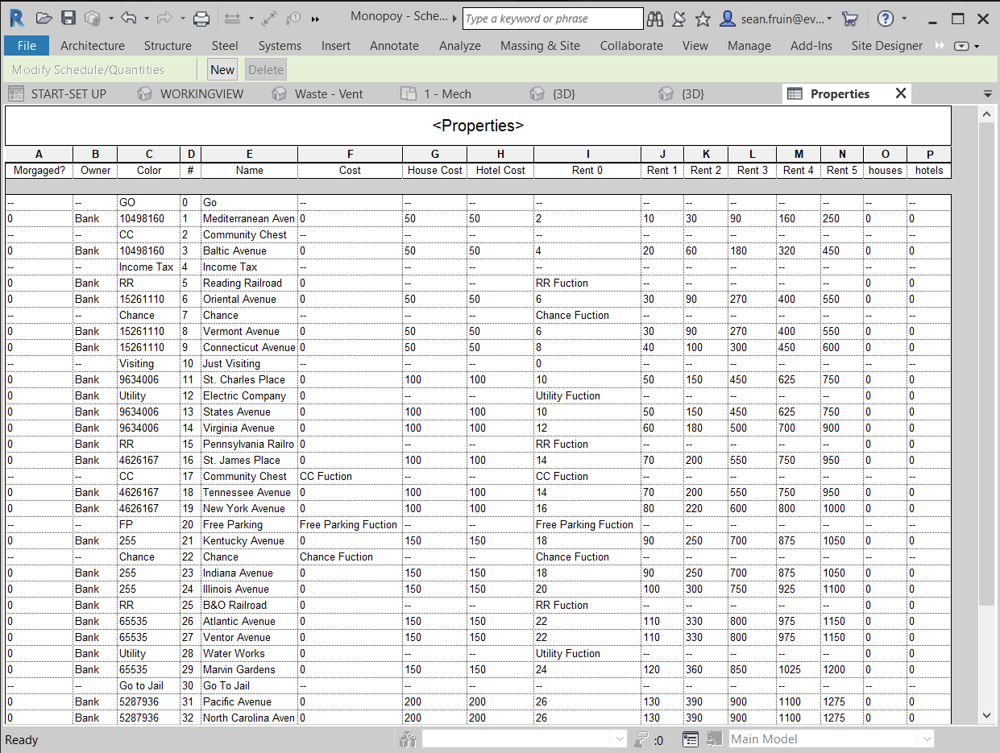 Monopoy - Sche... Type a keyword or phrase sean.fruin@ev... ?
File Architecture Structure Steel Systems Insert Annotate Analyze Massing & Site Collaborate View Manage Add-Ins Site Designer
Modify Schedule/Quantities New Delete
START-SET UP WORKINGVIEW Waste - Vent 1 - Mech {3D} {3D} Properties
<Properties>
A B C D E F G H I J K L M N O P
Morgaged? Owner Color # Name Cost House Cost Hotel Cost Rent 0 Rent 1 Rent 2 Rent 3 Rent 4 Rent 5 houses hotels
-- -- GO 0 Go -- -- -- -- -- -- -- -- -- -- --
0 Bank 10498160 1 Mediterranean Aven 0 50 50 2 10 30 90 160 250 0 0
-- -- CC 2 Community Chest -- -- -- -- -- -- -- -- -- -- --
0 Bank 10498160 3 Baltic Avenue 0 50 50 4 20 60 180 320 450 0 0
-- -- Income Tax 4 Income Tax -- -- -- -- -- -- -- -- -- -- --
0 Bank RR 5 Reading Railroad 0 -- -- RR Fuction -- -- -- -- -- 0 0
0 Bank 15261110 6 Oriental Avenue 0 50 50 6 30 90 270 400 550 0 0
-- -- Chance 7 Chance -- -- -- Chance Fuction -- -- -- -- -- -- --
0 Bank 15261110 8 Vermont Avenue 0 50 50 6 30 90 270 400 550 0 0
0 Bank 15261110 9 Connecticut Avenue 0 50 50 8 40 100 300 450 600 0 0
-- -- Visiting 10 Just Visiting -- -- -- 0 -- -- -- -- -- -- --
0 Bank 9634006 11 St. Charles Place 0 100 100 10 50 150 450 625 750 0 0
0 Bank Utility 12 Electric Company 0 -- -- Utility Fuction -- -- -- -- -- 0 0
0 Bank 9634006 13 States Avenue 0 100 100 10 50 150 450 625 750 0 0
0 Bank 9634006 14 Virginia Avenue 0 100 100 12 60 180 500 700 900 0 0
0 Bank RR 15 Pennsylvania Railro 0 -- -- RR Fuction -- -- -- -- -- 0 0
0 Bank 4626167 16 St. James Place 0 100 100 14 70 200 550 750 950 0 0
-- -- CC 17 Community Chest CC Fuction -- -- CC Fuction -- -- -- -- -- -- --
0 Bank 4626167 18 Tennessee Avenue 0 100 100 14 70 200 550 750 950 0 0
0 Bank 4626167 19 New York Avenue 0 100 100 16 80 220 600 800 1000 0 0
-- -- FP 20 Free Parking Free Parking Fuction -- -- Free Parking Fuction -- -- -- -- -- -- --
0 Bank 255 21 Kentucky Avenue 0 150 150 18 90 250 700 875 1050 0 0
-- -- Chance 22 Chance Chance Fuction -- -- Chance Fuction -- -- -- -- -- -- --
0 Bank 255 23 Indiana Avenue 0 150 150 18 90 250 700 875 1050 0 0
0 Bank 255 24 Illinois Avenue 0 150 150 20 100 300 750 925 1100 0 0
0 Bank RR 25 B&O Railroad 0 -- -- RR Fuction -- -- -- -- -- 0 0
0 Bank 65535 26 Atlantic Avenue 0 150 150 22 110 330 800 975 1150 0 0
0 Bank 65535 27 Ventor Avenue 0 150 150 22 110 330 800 975 1150 0 0
0 Bank Utility 28 Water Works 0 -- -- Utility Fuction -- -- -- -- -- 0 0
0 Bank 65535 29 Marvin Gardens 0 150 150 24 120 360 850 1025 1200 0 0
-- -- Go to Jail 30 Go To Jail -- -- -- -- -- -- -- -- -- -- --
0 Bank 5287936 31 Pacific Avenue 0 200 200 26 130 390 900 1100 1275 0 0
0 Bank 5287936 32 North Carolina Aven 0 200 200 26 130 390 900 1100 1275 0 0
Ready :0 Main Model